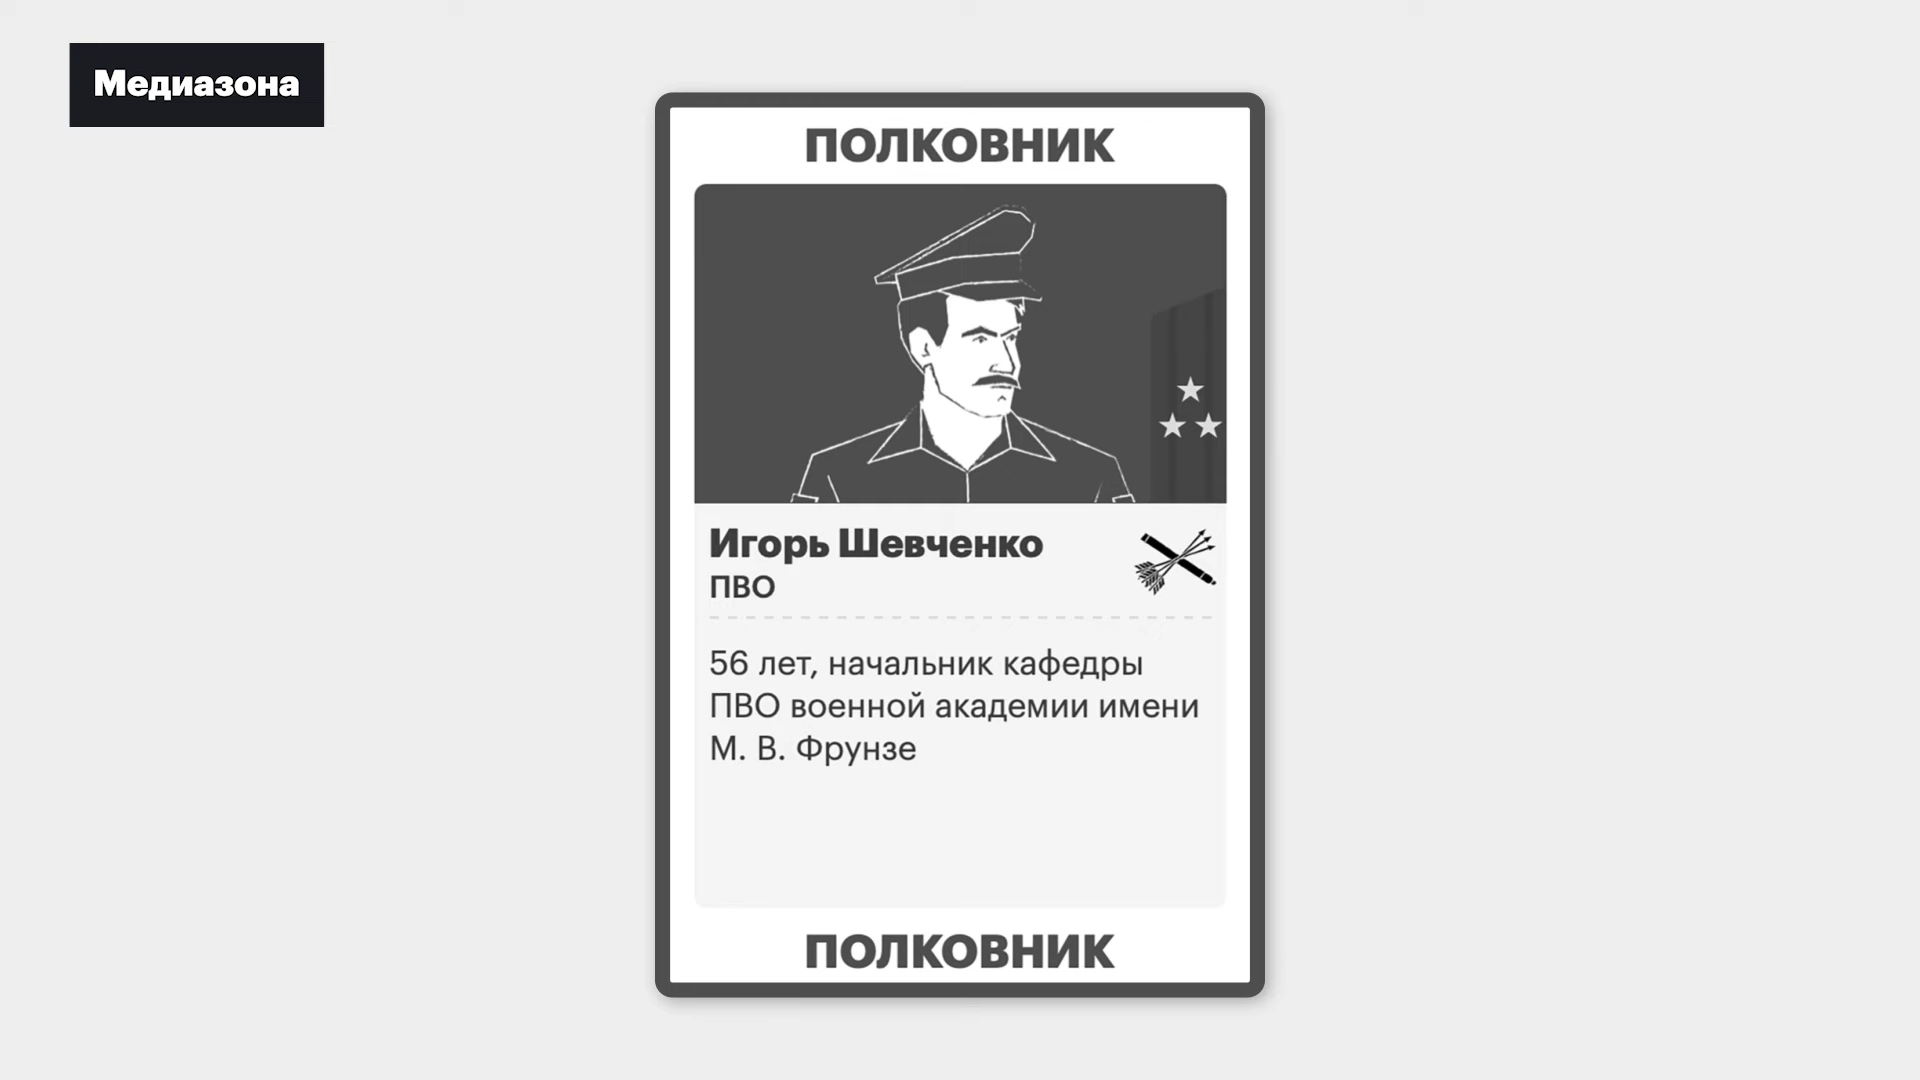 Медиазона
ПОЛКОВНИК
Игорь Шевченко
ПВО
56 лет, начальник кафедры
ПВО военной академии имени
М. В. Фрунзе
ПОЛКОВНИК